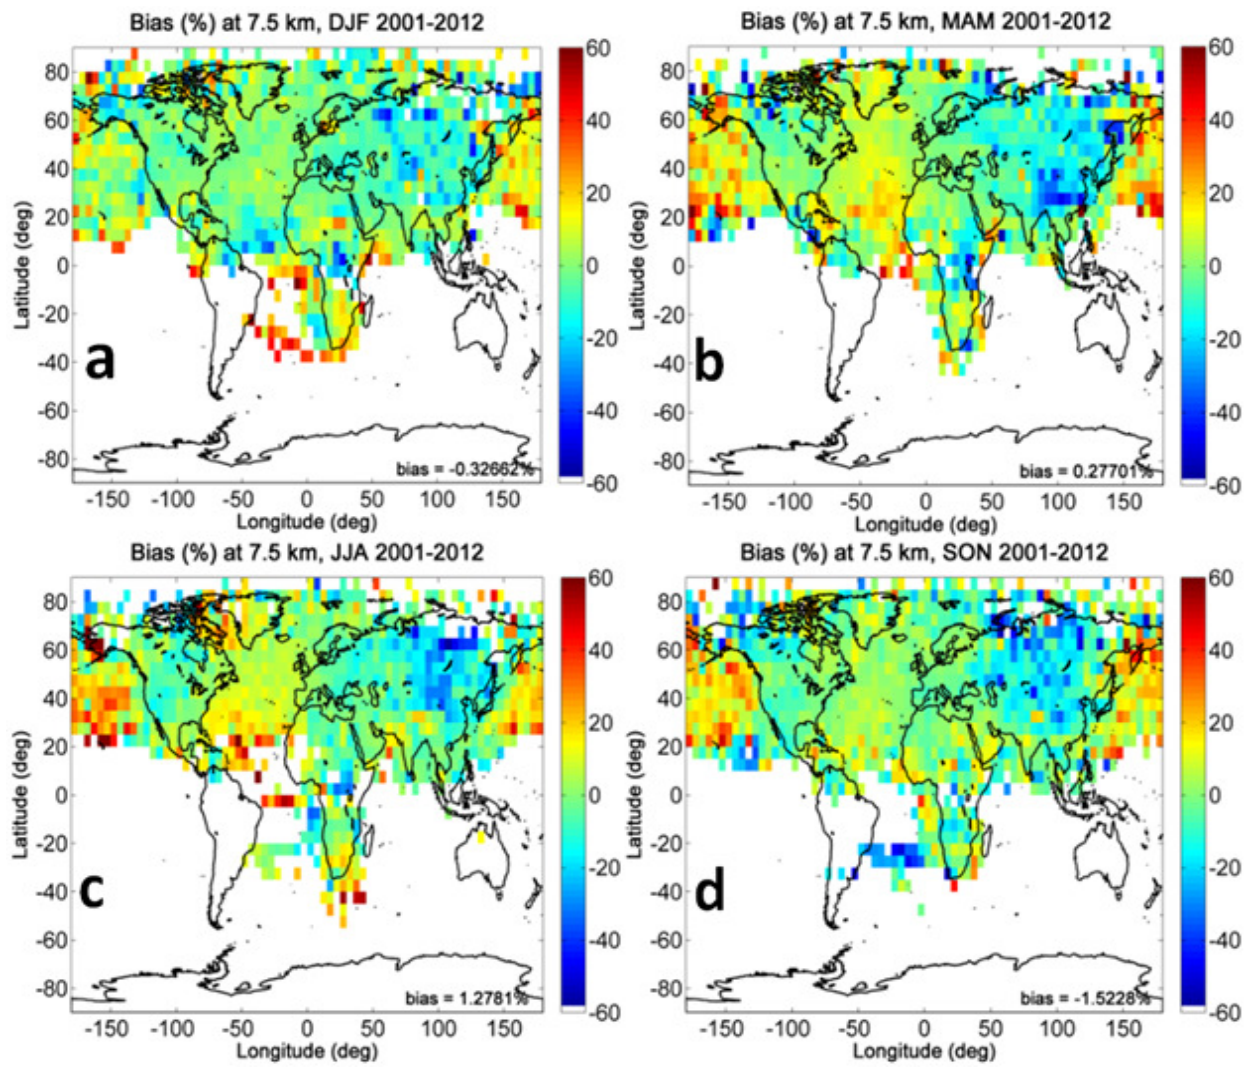 Bias (%) at 7.5 km, DJF 2001-2012
80
60
40
20
0
-20
-40
-60
-80
Latitude (deg)
a
bias = -0.32662%
-150 -100 -50 0 50 100 150
Longitude (deg)
60
40
20
0
-20
-40
-60
Bias (%) at 7.5 km, MAM 2001-2012
80
60
40
20
0
-20
-40
-60
-80
Latitude (deg)
b
bias = 0.27701%
-150 -100 -50 0 50 100 150
Longitude (deg)
60
40
20
0
-20
-40
-60
Bias (%) at 7.5 km, JJA 2001-2012
80
60
40
20
0
-20
-40
-60
-80
Latitude (deg)
c
bias = 1.2781%
-150 -100 -50 0 50 100 150
Longitude (deg)
60
40
20
0
-20
-40
-60
Bias (%) at 7.5 km, SON 2001-2012
80
60
40
20
0
-20
-40
-60
-80
Latitude (deg)
d
bias = -1.5228%
-150 -100 -50 0 50 100 150
Longitude (deg)
60
40
20
0
-20
-40
-60